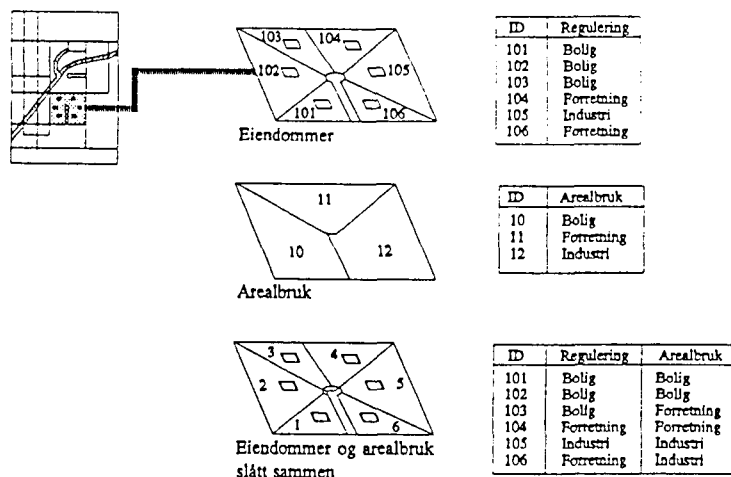 103 104
102 105
101 106
Eiendommer
ID Regulering
101 Bolig
102 Bolig
103 Bolig
104 Forretning
105 Industri
106 Forretning
11
10 12
Arealbruk
ID Arealbruk
10 Bolig
11 Forretning
12 Industri
3 4
2 5
1 6
Eiendommer og arealbruk
slått sammen
ID Regulering Arealbruk
101 Bolig Bolig
102 Bolig Bolig
103 Bolig Forretning
104 Forretning Forretning
105 Industri Industri
106 Forretning Industri